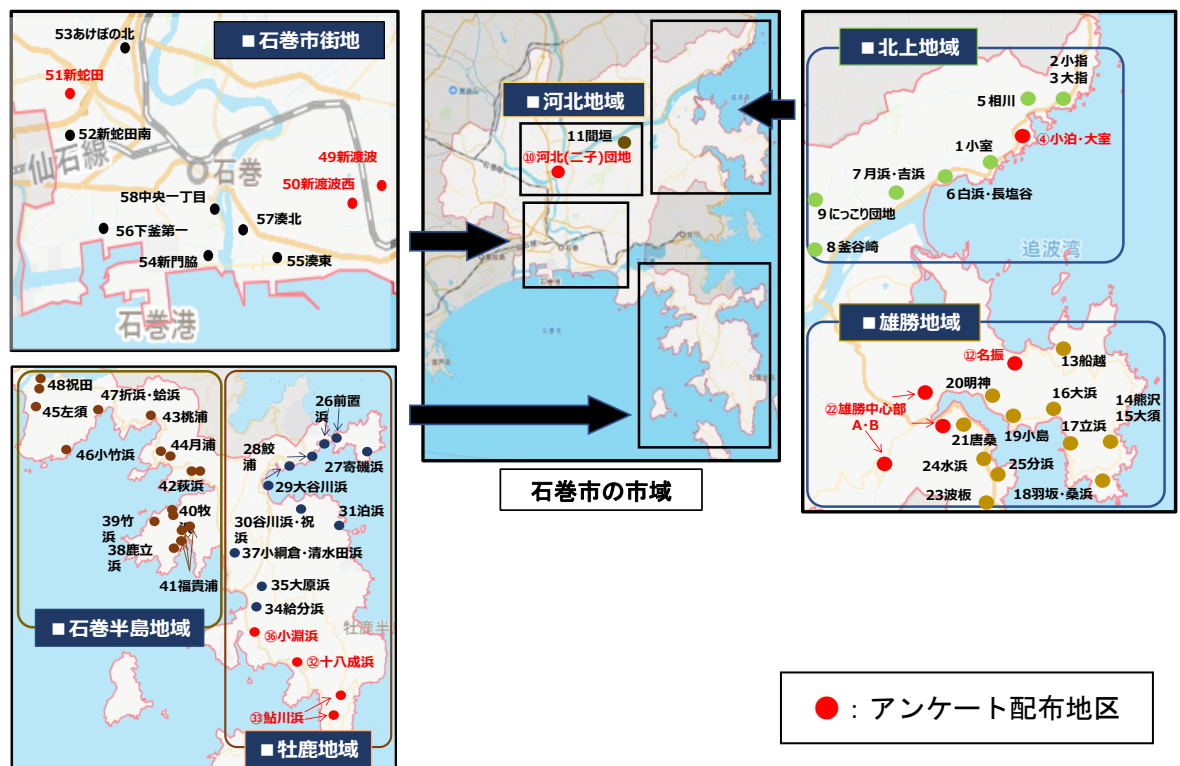 ■石巻市街地
53あけぼの北
51新蛇田
52新蛇田南
仙石線
石巻
49新渡波
50新渡波西
58中央一丁目
57湊北
56下釜第一
54新門脇
55湊東
石巻港
■河北地域
11間垣
⑩河北(二子)団地
石巻
石巻市の市域
■北上地域
2小指
3大指
5相川
④小泊・大室
1小室
7月浜・吉浜
6白浜・長塩谷
9にっこり団地
8釜谷崎
追波湾
■雄勝地域
⑫名振
13船越
20明神
16大浜
14熊沢
15大須
㉒雄勝中心部
A・B
17立浜
19小島
21唐桑
24水浜
25分浜
23波板
18羽坂・桑浜
48祝田
47折浜・蛤浜
45左須
43桃浦
46小竹浜
44月浦
42荻浜
40牧
浜
39竹
浜
38鹿立
浜
41福貴浦
■石巻半島地域
26前置
浜
28鮫
浦
27寄磯浜
29大谷川浜
30谷川浜・祝
浜
31泊浜
37小網倉・清水田浜
35大原浜
34給分浜
牡鹿半
㊱小淵浜
㉜十八成浜
㉝鮎川浜
■牡鹿地域
●：アンケート配布地区